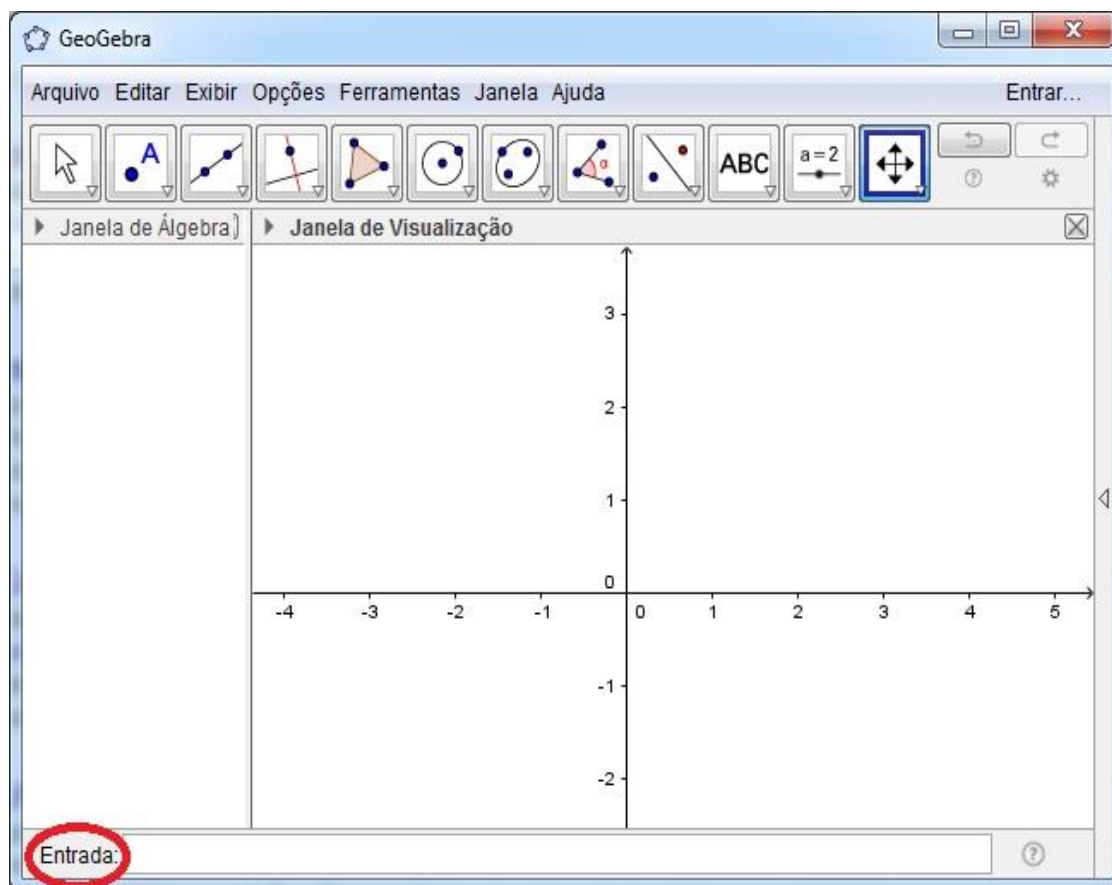 GeoGebra
Arquivo Editar Exibir Opções Ferramentas Janela Ajuda Entrar...
A α ABC a=2
Janela de Álgebra Janela de Visualização
3
2
1
0
-4 -3 -2 -1 0 1 2 3 4 5
-1
-2
Entrada: